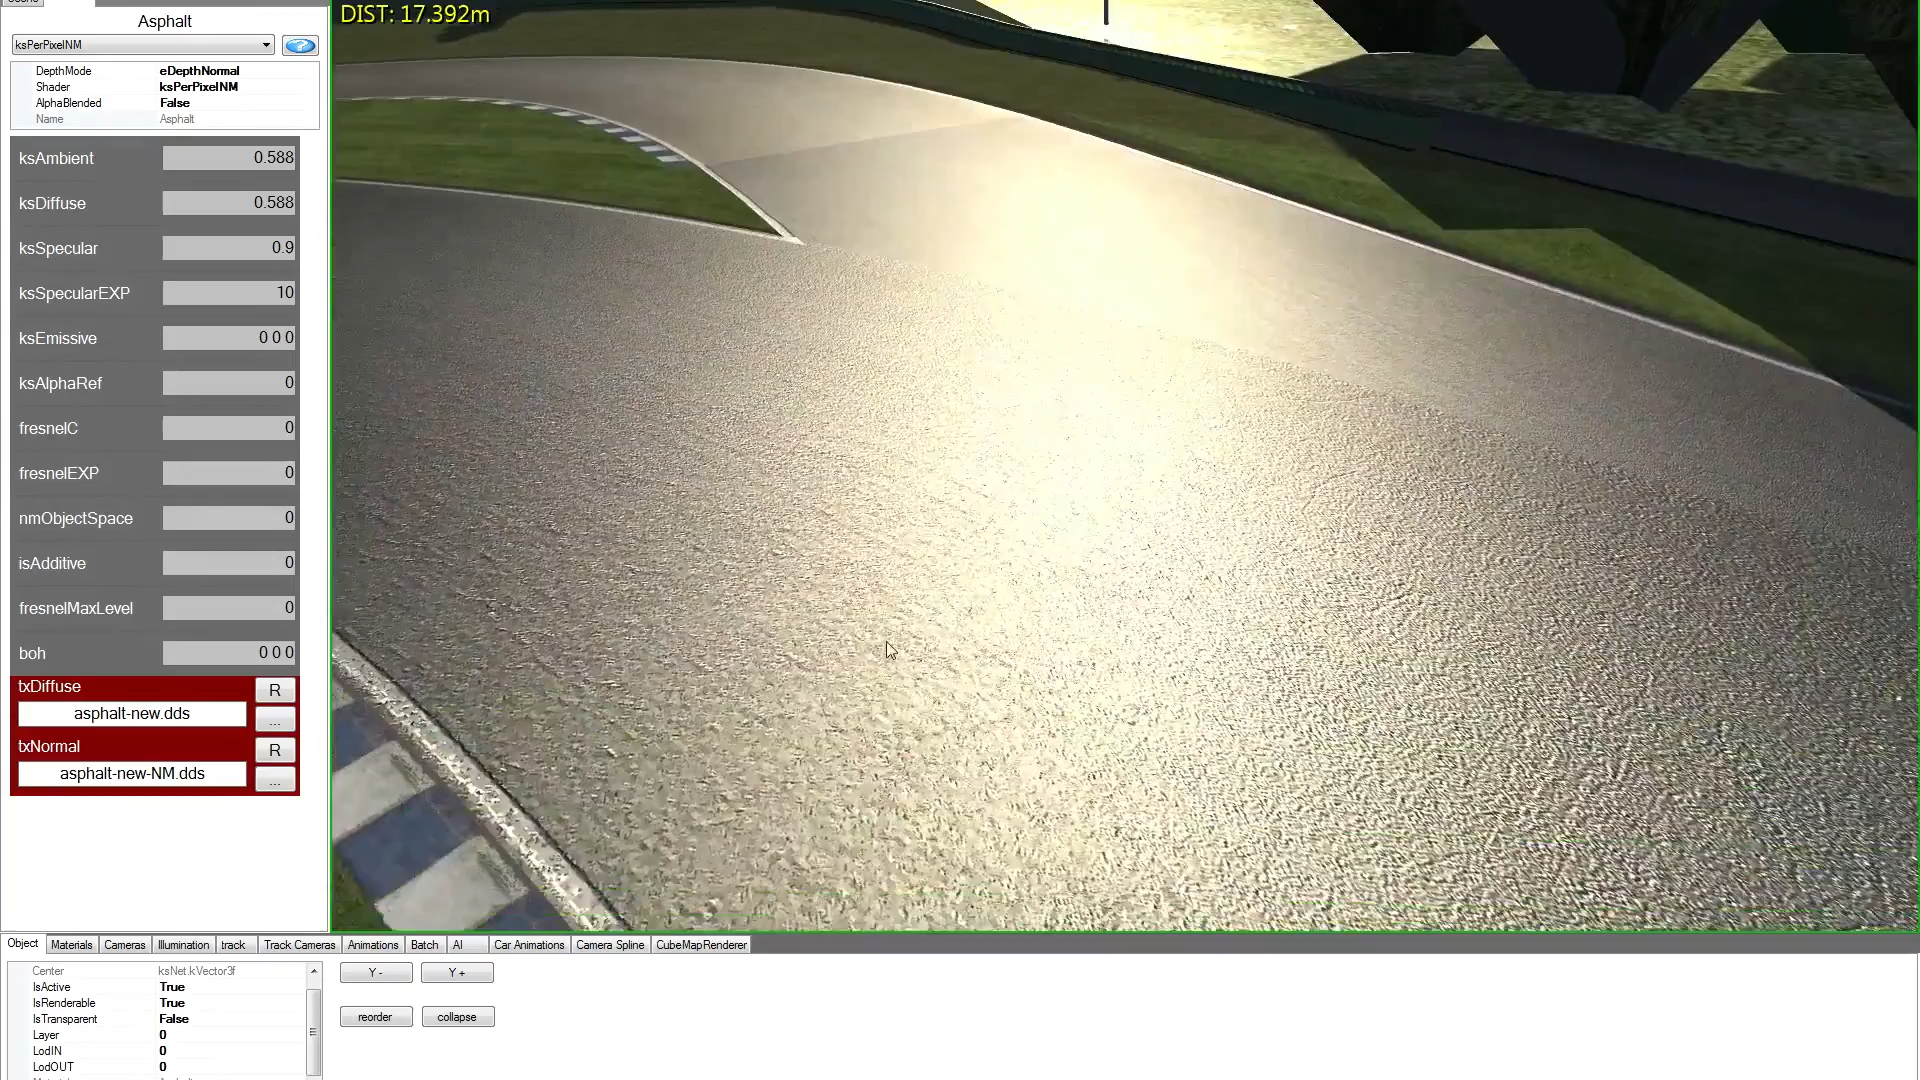 DIST: 17.392m
Asphalt
ksPerPixelNM
DepthMode eDepthNormal
Shader ksPerPixelNM
AlphaBlended False
Name Asphalt
ksAmbient 0.588
ksDiffuse 0.588
ksSpecular 0.9
ksSpecularEXP 10
ksEmissive 0 0 0
ksAlphaRef 0
fresnelC 0
fresnelEXP 0
nmObjectSpace 0
isAdditive 0
fresnelMaxLevel 0
boh 0 0 0
txDiffuse R
asphalt-new.dds ...
txNormal R
asphalt-new-NM.dds ...
Object Materials Cameras Illumination track Track Cameras Animations Batch AI Car Animations Camera Spline CubeMapRenderer
Center ksNet.kVector3f
IsActive True
IsRenderable True
IsTransparent False
Layer 0
LodIN 0
LodOUT 0
Y - Y +
reorder collapse